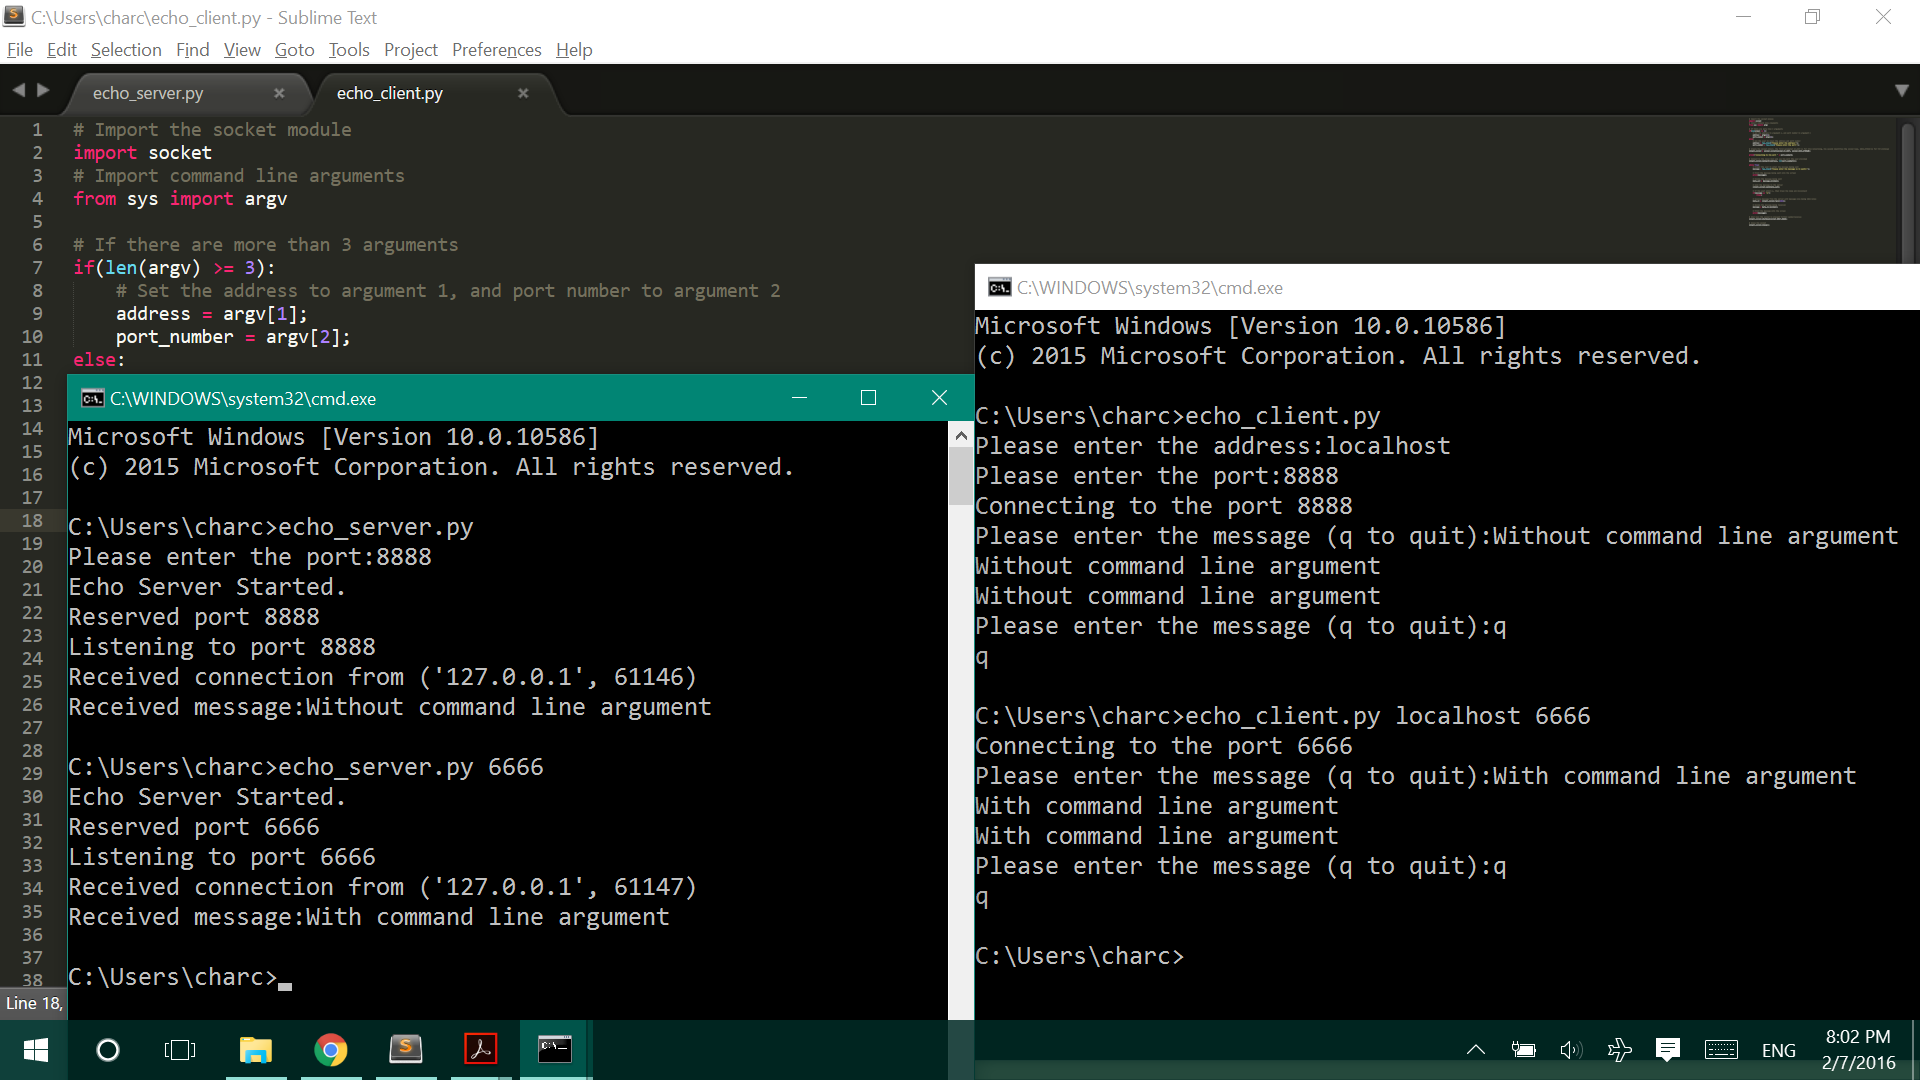 C:\Users\charc\echo_client.py - Sublime Text
File Edit Selection Find View Goto Tools Project Preferences Help
echo_server.py × echo_client.py ×
1 # Import the socket module
2 import socket
3 # Import command line arguments
4 from sys import argv
5
6 # If there are more than 3 arguments
7 if(len(argv) >= 3):
8 # Set the address to argument 1, and port number to argument 2
9 address = argv[1];
10 port_number = argv[2];
11 else:
12
13
14
15
16
17
18
19
20
21
22
23
24
25
26
27
28
29
30
31
32
33
34
35
36
37
38
Line 18,
C:\WINDOWS\system32\cmd.exe
Microsoft Windows [Version 10.0.10586]
(c) 2015 Microsoft Corporation. All rights reserved.
C:\Users\charc>echo_server.py
Please enter the port:8888
Echo Server Started.
Reserved port 8888
Listening to port 8888
Received connection from ('127.0.0.1', 61146)
Received message:Without command line argument
C:\Users\charc>echo_server.py 6666
Echo Server Started.
Reserved port 6666
Listening to port 6666
Received connection from ('127.0.0.1', 61147)
Received message:With command line argument
C:\Users\charc>
C:\WINDOWS\system32\cmd.exe
Microsoft Windows [Version 10.0.10586]
(c) 2015 Microsoft Corporation. All rights reserved.
C:\Users\charc>echo_client.py
Please enter the address:localhost
Please enter the port:8888
Connecting to the port 8888
Please enter the message (q to quit):Without command line argument
Without command line argument
Without command line argument
Please enter the message (q to quit):q
q
C:\Users\charc>echo_client.py localhost 6666
Connecting to the port 6666
Please enter the message (q to quit):With command line argument
With command line argument
With command line argument
Please enter the message (q to quit):q
q
C:\Users\charc>
ENG
8:02 PM
2/7/2016